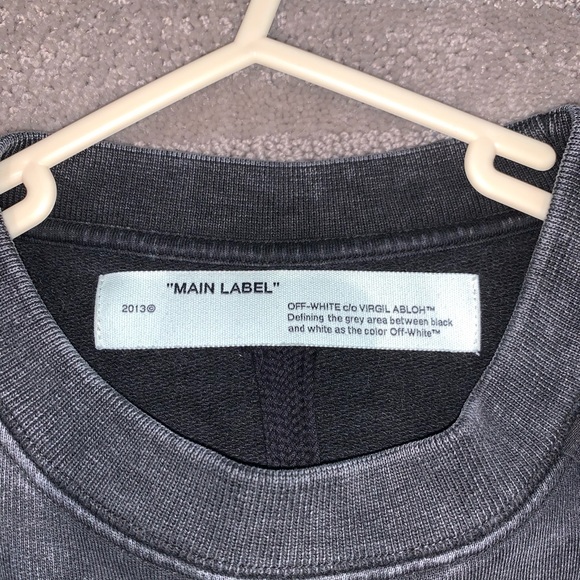 "MAIN LABEL"
2013©
OFF-WHITE c/o VIRGIL ABLOH™
Defining the grey area between black
and white as the color Off-White™